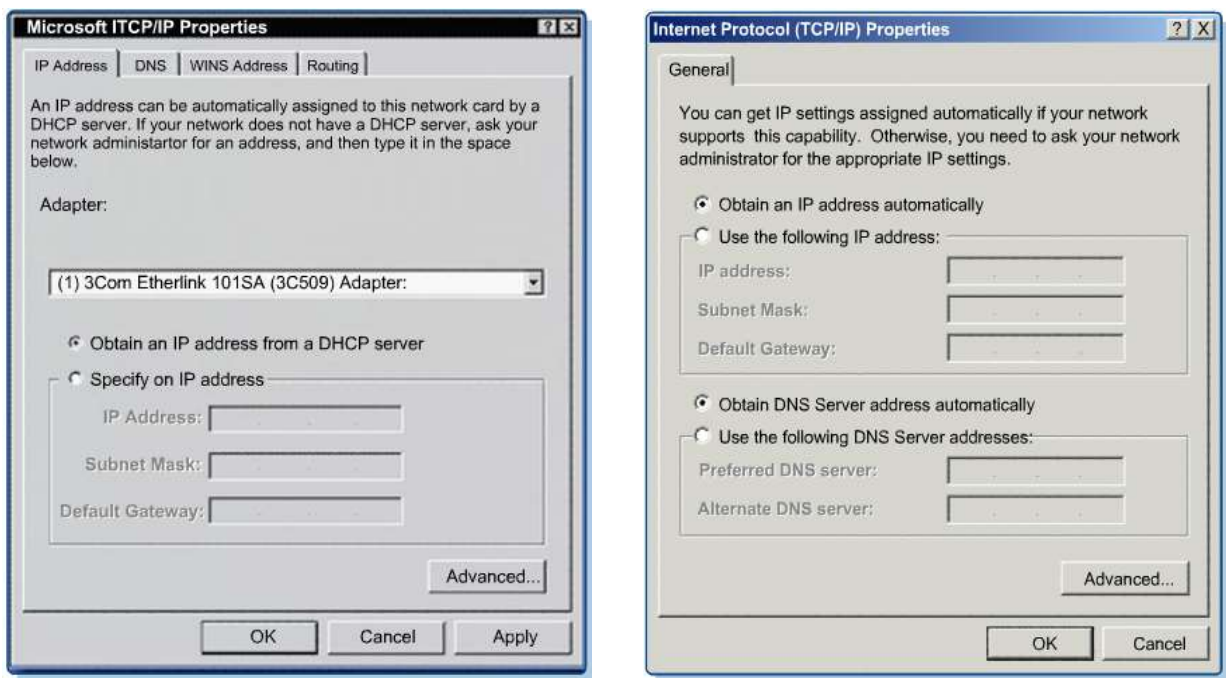 Microsoft ITCP/IP Properties
IP Address DNS WINS Address Routing
An IP address can be automatically assigned to this network card by a
DHCP server. If your network does not have a DHCP server, ask your
network administartor for an address, and then type it in the space
below.
Adapter:
(1) 3Com Etherlink 101SA (3C509) Adapter:
Obtain an IP address from a DHCP server
Specify on IP address
IP Address:
Subnet Mask:
Default Gateway:
Advanced...
OK Cancel Apply
Internet Protocol (TCP/IP) Properties
General
You can get IP settings assigned automatically if your network
supports this capability. Otherwise, you need to ask your network
administrator for the appropriate IP settings.
Obtain an IP address automatically
Use the following IP address:
IP address:
Subnet Mask:
Default Gateway:
Obtain DNS Server address automatically
Use the following DNS Server addresses:
Preferred DNS server:
Alternate DNS server:
Advanced...
OK Cancel